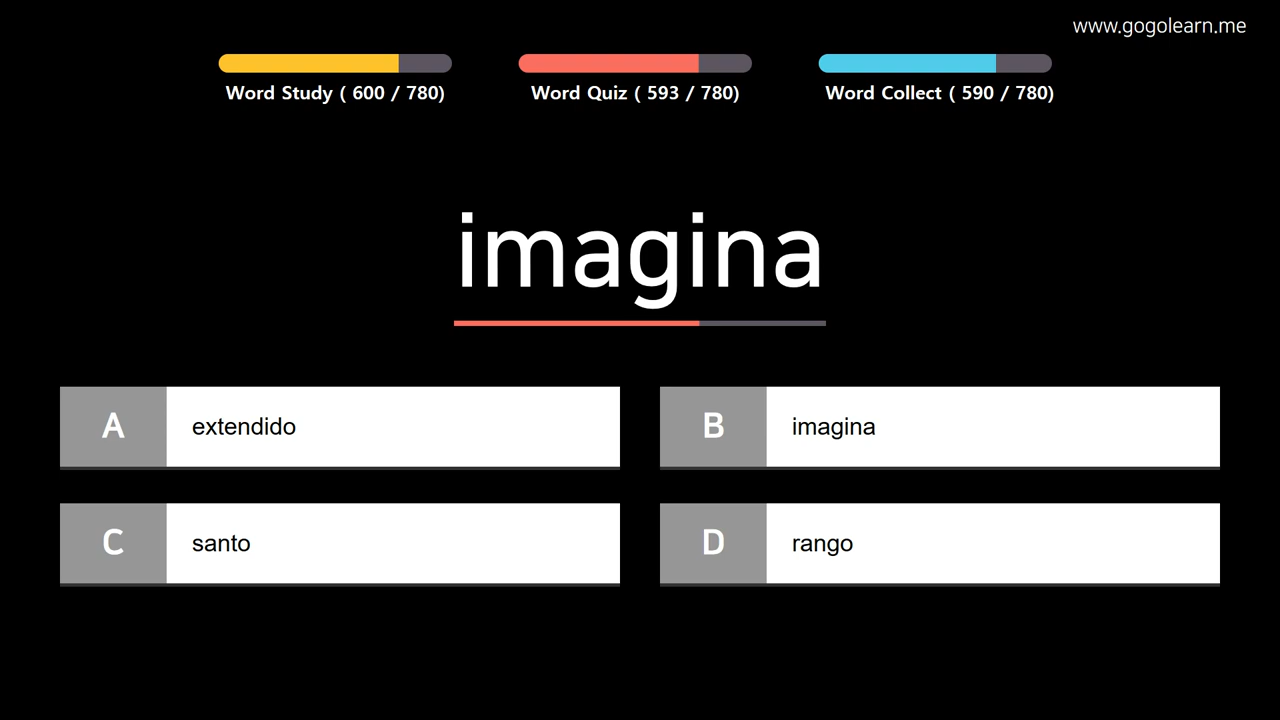 www.gogolearn.me
Word Study ( 600 / 780)
Word Quiz ( 593 / 780)
Word Collect ( 590 / 780)
imagina
A
extendido
B
imagina
C
santo
D
rango